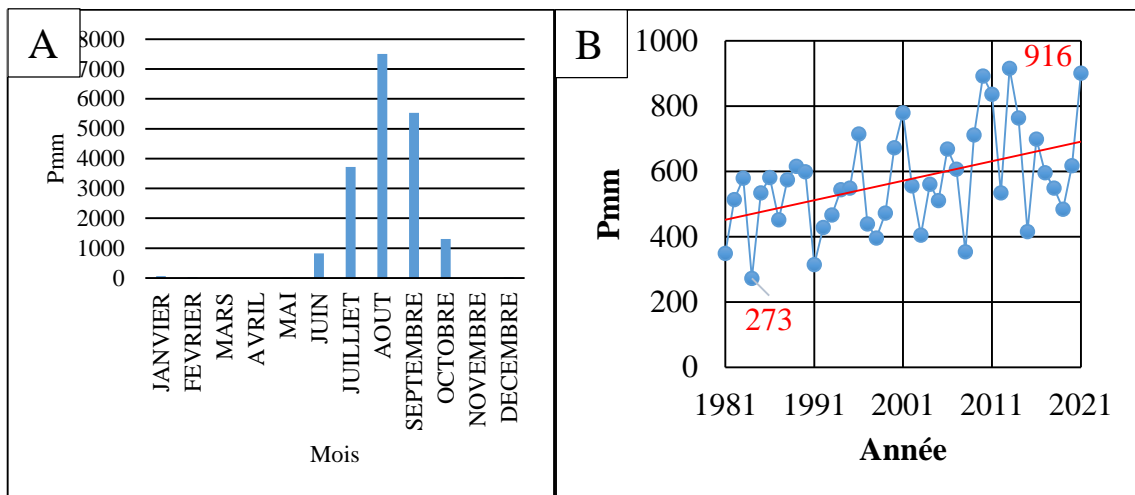 A
8000
7000
6000
5000
4000
3000
2000
1000
0
Pmm
JANVIER
FEVRIER
MARS
AVRIL
MAI
JUIN
JUILLIET
AOUT
SEPTEMBRE
OCTOBRE
NOVEMBRE
DECEMBRE
Mois
B
1000
800
600
400
200
0
Pmm
916
273
1981
1991
2001
2011
2021
Année